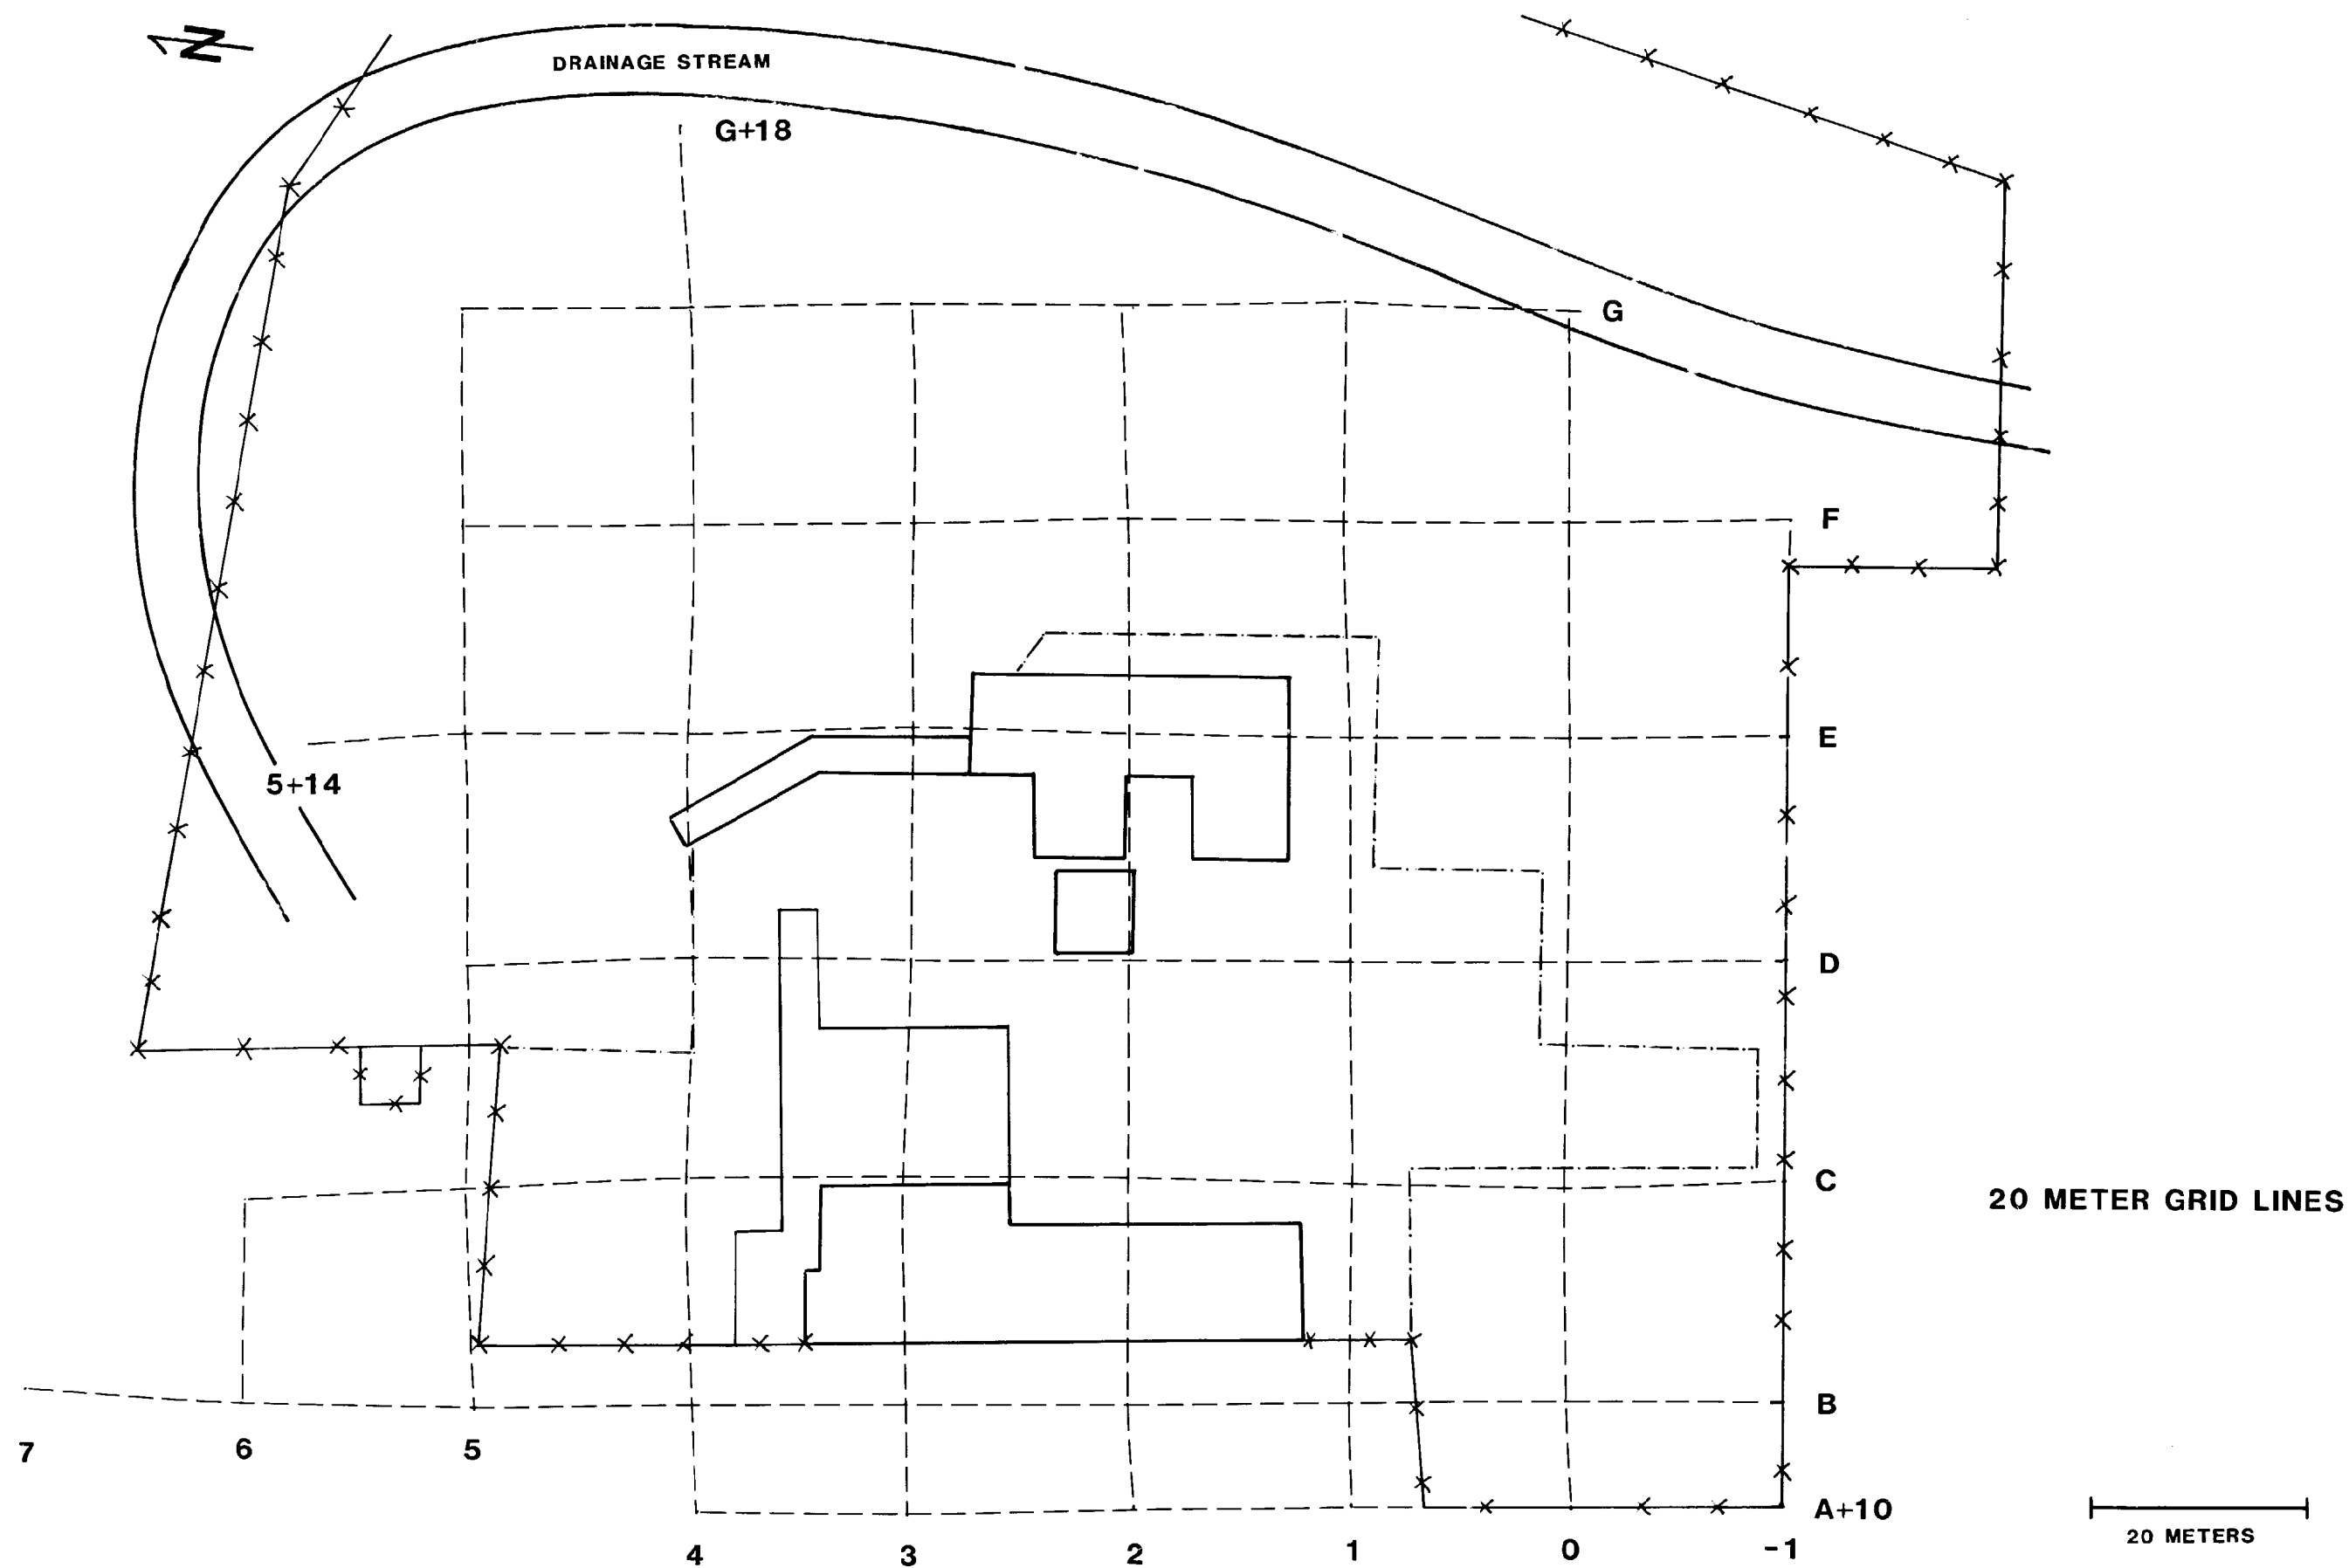 N
DRAINAGE STREAM
G+18
G
F
E
5+14
D
C
20 METER GRID LINES
B
7 6 5
A+10
20 METERS
4 3 2 1 0 -1